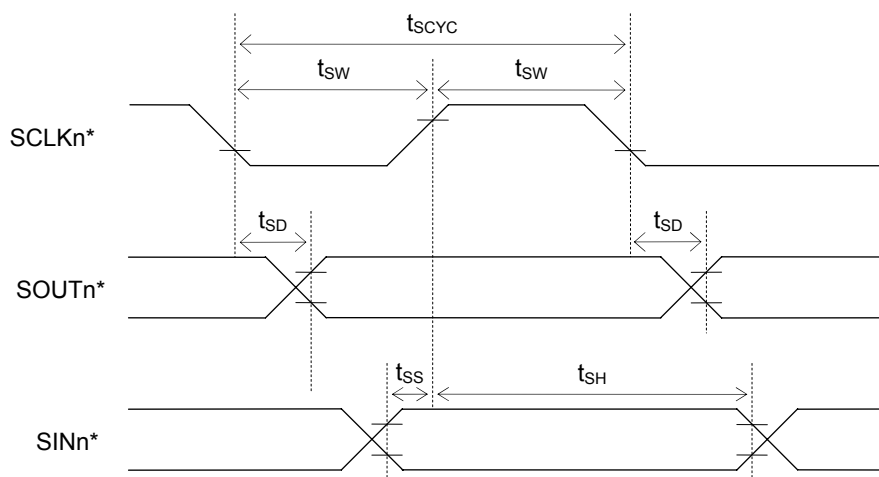 tSCYC
tSW tSW
SCLKn*
tSD tSD
SOUTn*
tSS tSH
SINn*